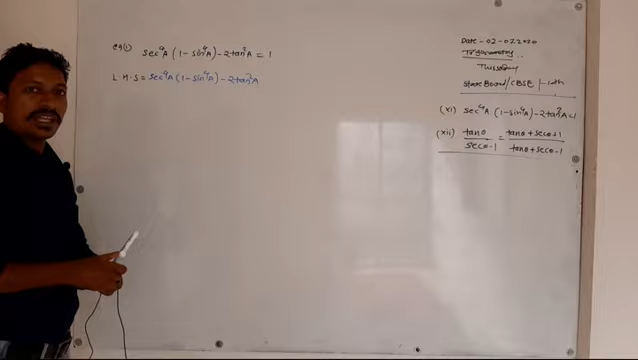 eg(i) sec⁴A (1-sin⁴A) - 2tan²A = 1
L.H.S = sec⁴A (1-sin⁴A) - 2tan²A
Date - 02-07-2020
Trigonometry
Thursday
State Board/CBSE/-10th
(xi) sec⁴A (1-sin⁴A) - 2tan²A = 1
(xii) tanθ / secθ-1 = tanθ + secθ+1 / tanθ + secθ-1